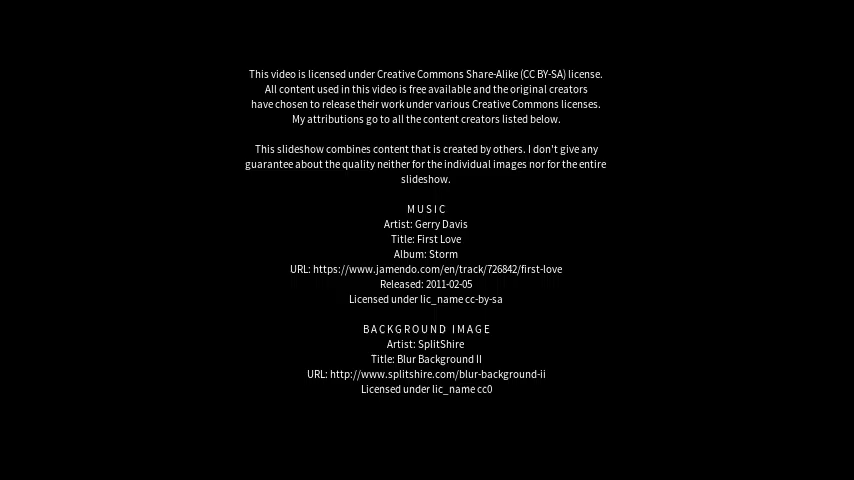 This video is licensed under Creative Commons Share-Alike (CC BY-SA) license.
All content used in this video is free available and the original creators
have chosen to release their work under various Creative Commons licenses.
My attributions go to all the content creators listed below.
This slideshow combines content that is created by others. I don't give any
guarantee about the quality neither for the individual images nor for the entire
slideshow.
MUSIC
Artist: Gerry Davis
Title: First Love
Album: Storm
URL: https://www.jamendo.com/en/track/726842/first-love
Released: 2011-02-05
Licensed under lic_name cc-by-sa
BACKGROUND IMAGE
Artist: SplitShire
Title: Blur Background II
URL: http://www.splitshire.com/blur-background-ii
Licensed under lic_name cc0